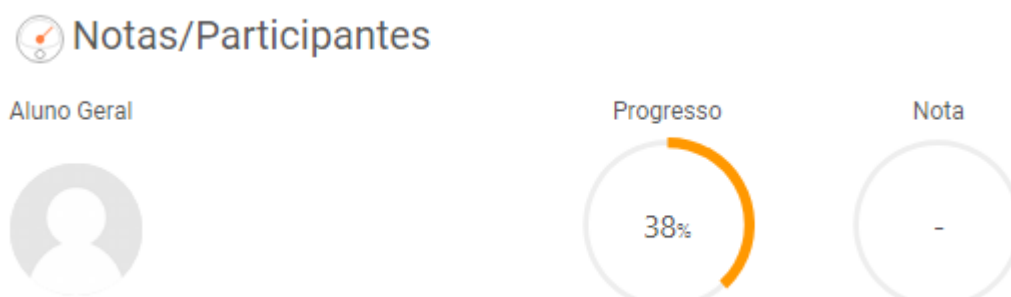 Notas/Participantes
Aluno Geral
Progresso
Nota
38%
-